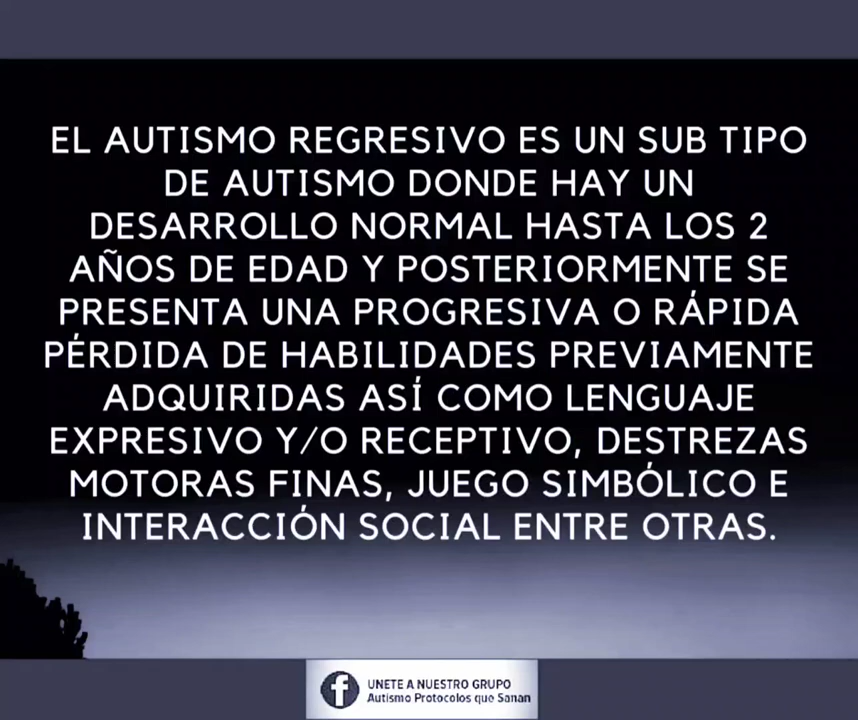 EL AUTISMO REGRESIVO ES UN SUB TIPO
DE AUTISMO DONDE HAY UN
DESARROLLO NORMAL HASTA LOS 2
AÑOS DE EDAD Y POSTERIORMENTE SE
PRESENTA UNA PROGRESIVA O RÁPIDA
PÉRDIDA DE HABILIDADES PREVIAMENTE
ADQUIRIDAS ASÍ COMO LENGUAJE
EXPRESIVO Y/O RECEPTIVO, DESTREZAS
MOTORAS FINAS, JUEGO SIMBÓLICO E
INTERACCIÓN SOCIAL ENTRE OTRAS.
UNETE A NUESTRO GRUPO
Autismo Protocolos que Sanan